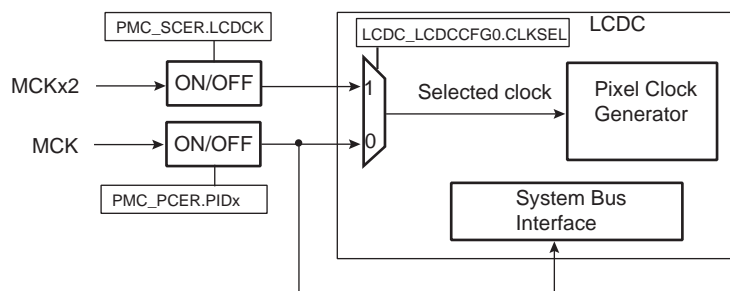 PMC_SCER.LCDCK
LCDC_LCDCCFG0.CLKSEL
LCDC
MCKx2
ON/OFF
1
Selected clock
Pixel Clock
Generator
MCK
ON/OFF
0
PMC_PCER.PIDx
System Bus
Interface